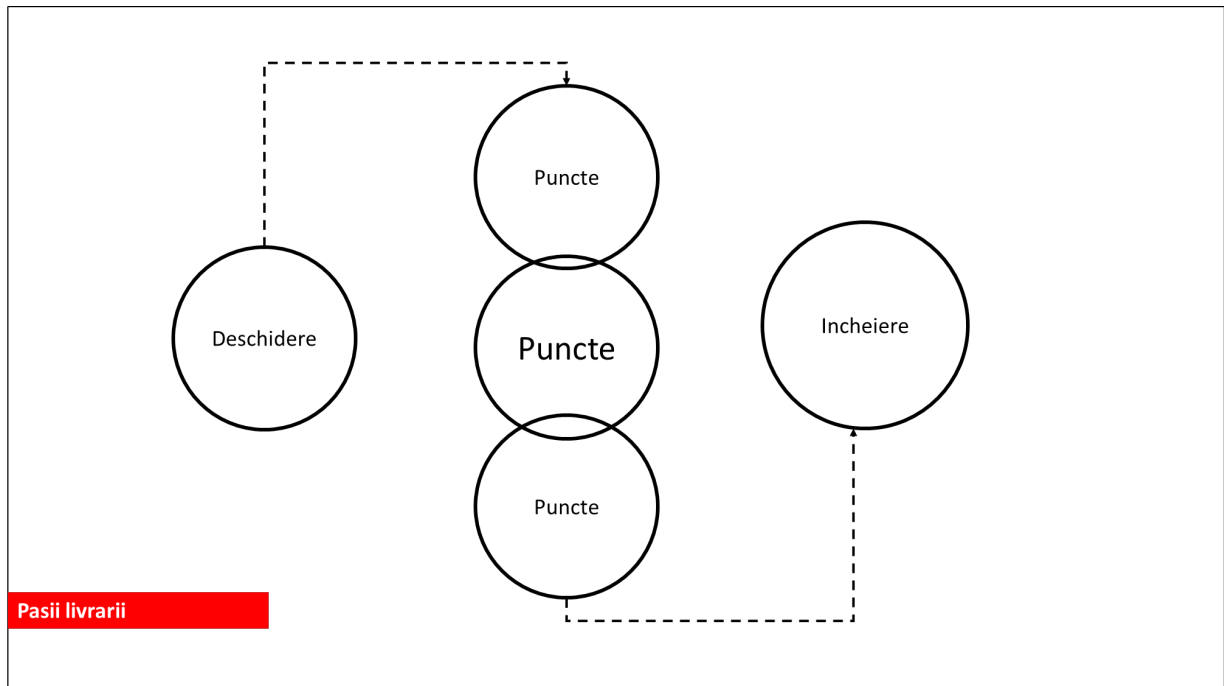 Deschidere
Puncte
Puncte
Puncte
Incheiere
Pasii livrarii